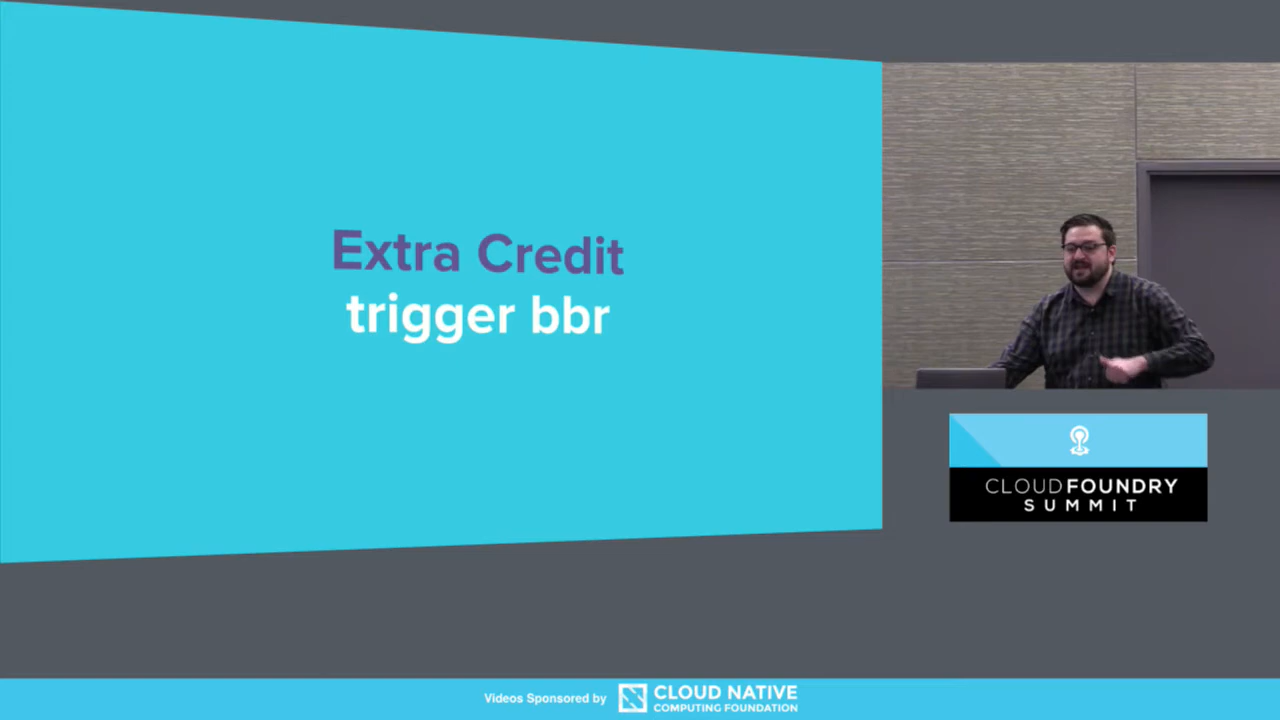 Extra Credit
trigger bbr
CLOUDFOUNDRY
SUMMIT
Videos Sponsored by
CLOUD NATIVE
COMPUTING FOUNDATION